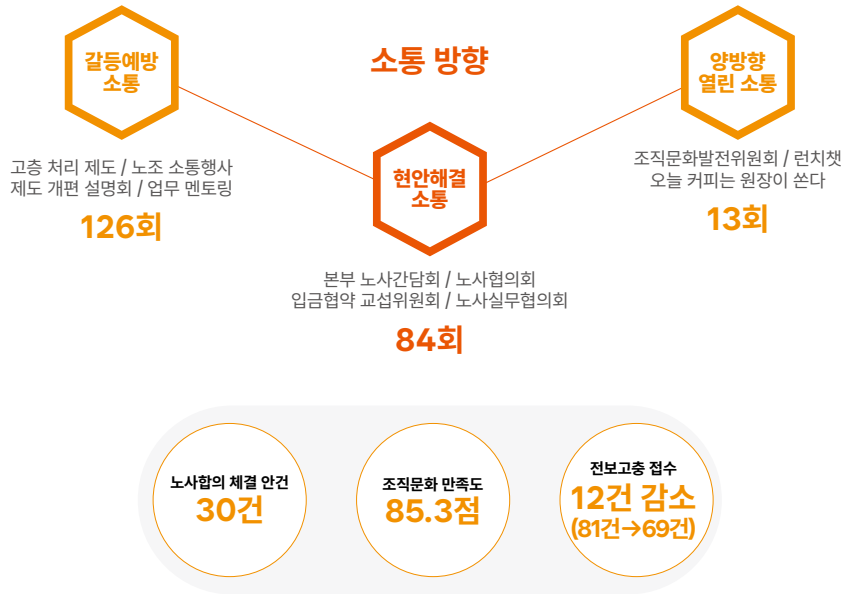 소통 방향
갈등예방
소통
고층 처리 제도 / 노조 소통행사
제도 개편 설명회 / 업무 멘토링
126회
현안해결
소통
본부 노사간담회 / 노사협의회
입금협약 교섭위원회 / 노사실무협의회
84회
양방향
열린 소통
조직문화발전위원회 / 런치챗
오늘 커피는 원장이 쏜다
13회
노사합의 체결 안건
30건
조직문화 만족도
85.3점
전보고충 접수
12건 감소
(81건→69건)